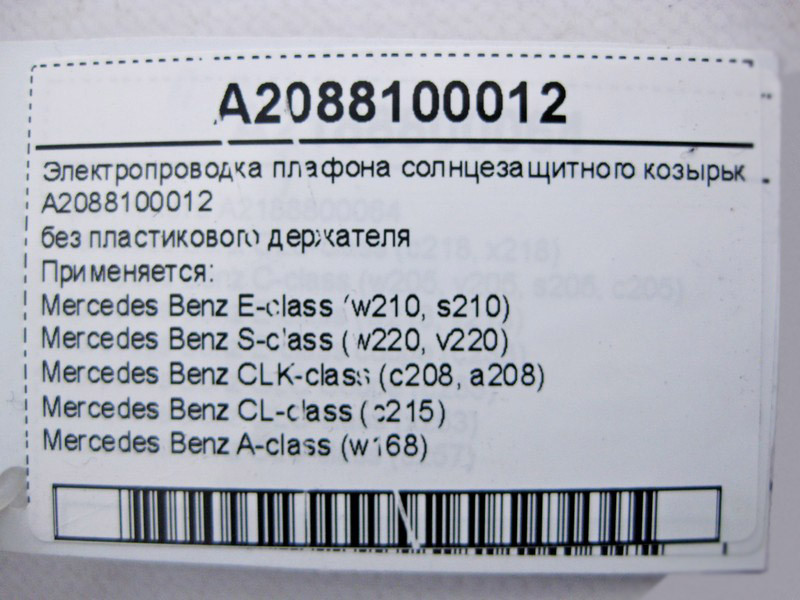 A2088100012
Электропроводка плафона солнцезащитного козырьк
A2088100012
без пластикового держателя
Применяется:
Mercedes Benz E-class (w210, s210)
Mercedes Benz S-class (w220, v220)
Mercedes Benz CLK-class (c208, a208)
Mercedes Benz CL-class (c215)
Mercedes Benz A-class (w168)